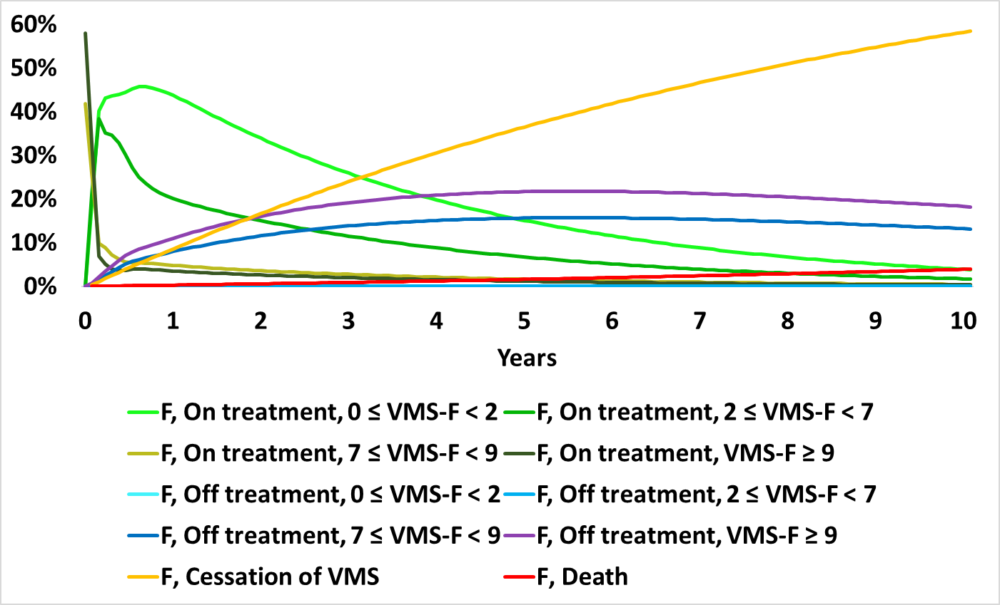 60%
50%
40%
30%
20%
10%
0%
0 1 2 3 4 5 6 7 8 9 10
Years
F, On treatment, 0 ≤ VMS-F < 2 F, On treatment, 2 ≤ VMS-F < 7
F, On treatment, 7 ≤ VMS-F < 9 F, On treatment, VMS-F ≥ 9
F, Off treatment, 0 ≤ VMS-F < 2 F, Off treatment, 2 ≤ VMS-F < 7
F, Off treatment, 7 ≤ VMS-F < 9 F, Off treatment, VMS-F ≥ 9
F, Cessation of VMS F, Death